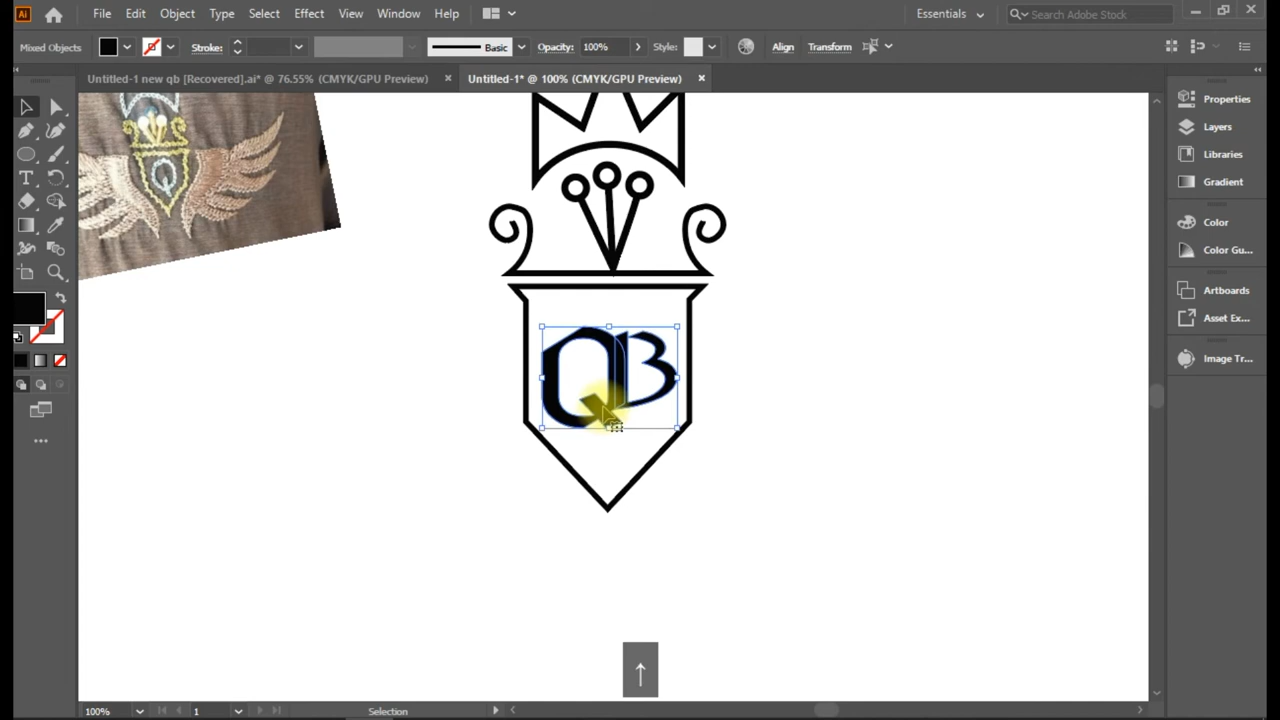 Ai File Edit Object Type Select Effect View Window Help Essentials Search Adobe Stock
Mixed Objects Stroke: Basic Opacity: 100% Style: Align Transform
Untitled-1 new qb [Recovered].ai* @ 76.55% (CMYK/GPU Preview) × Untitled-1* @ 100% (CMYK/GPU Preview) ×
Properties
Layers
Libraries
Gradient
Color
Color Gu...
Artboards
Asset Ex...
Image Tr...
Q
QB
↑
100% 1 Selection